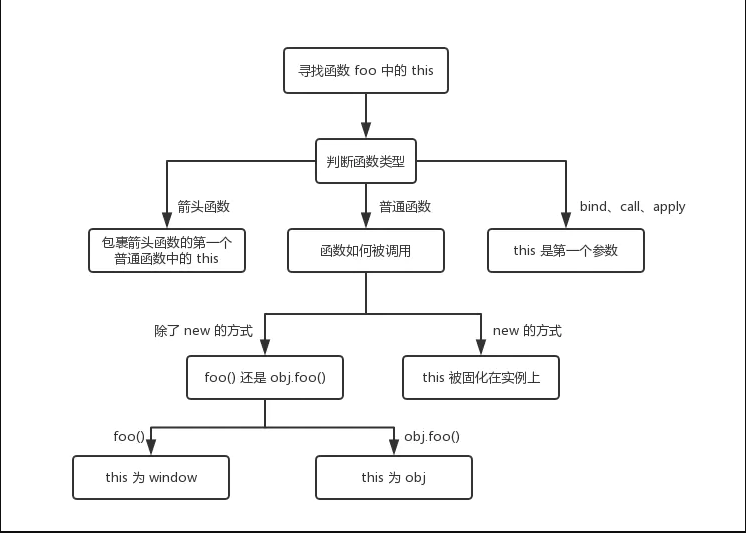 寻找函数 foo 中的 this
判断函数类型
箭头函数
普通函数
bind、call、apply
包裹箭头函数的第一个
普通函数中的 this
函数如何被调用
this 是第一个参数
除了 new 的方式
new 的方式
foo() 还是 obj.foo()
this 被固化在实例上
foo()
obj.foo()
this 为 window
this 为 obj